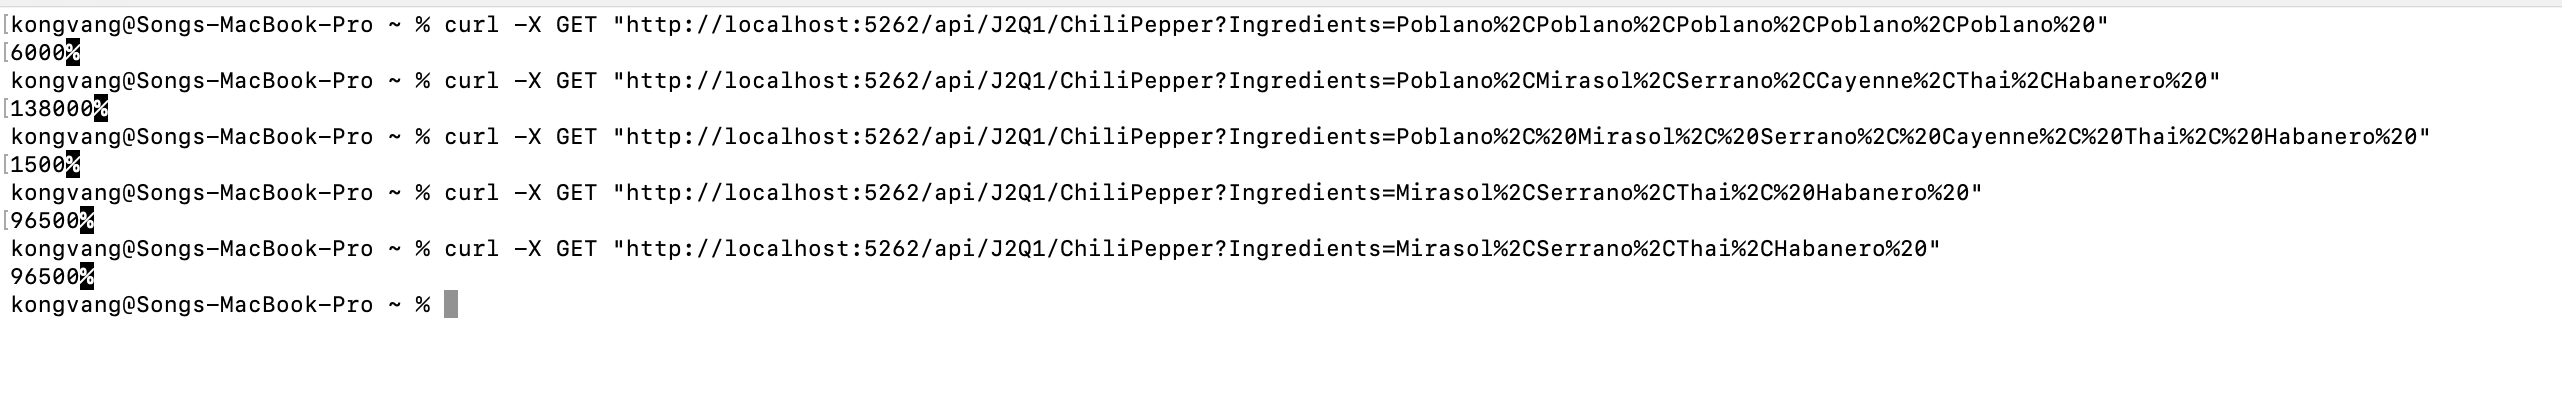 [kongvang@Songs-MacBook-Pro ~ % curl -X GET "http://localhost:5262/api/J2Q1/ChiliPepper?Ingredients=Poblano%2CPoblano%2CPoblano%2CPoblano%2CPoblano%20"
[6000%
kongvang@Songs-MacBook-Pro ~ % curl -X GET "http://localhost:5262/api/J2Q1/ChiliPepper?Ingredients=Poblano%2CMirasol%2CSerrano%2CCayenne%2CThai%2CHabanero%20"
[138000%
kongvang@Songs-MacBook-Pro ~ % curl -X GET "http://localhost:5262/api/J2Q1/ChiliPepper?Ingredients=Poblano%2C%20Mirasol%2C%20Serrano%2C%20Cayenne%2C%20Thai%2C%20Habanero%20"
[1500%
kongvang@Songs-MacBook-Pro ~ % curl -X GET "http://localhost:5262/api/J2Q1/ChiliPepper?Ingredients=Mirasol%2CSerrano%2CThai%2C%20Habanero%20"
[96500%
kongvang@Songs-MacBook-Pro ~ % curl -X GET "http://localhost:5262/api/J2Q1/ChiliPepper?Ingredients=Mirasol%2CSerrano%2CThai%2CHabanero%20"
96500%
kongvang@Songs-MacBook-Pro ~ %